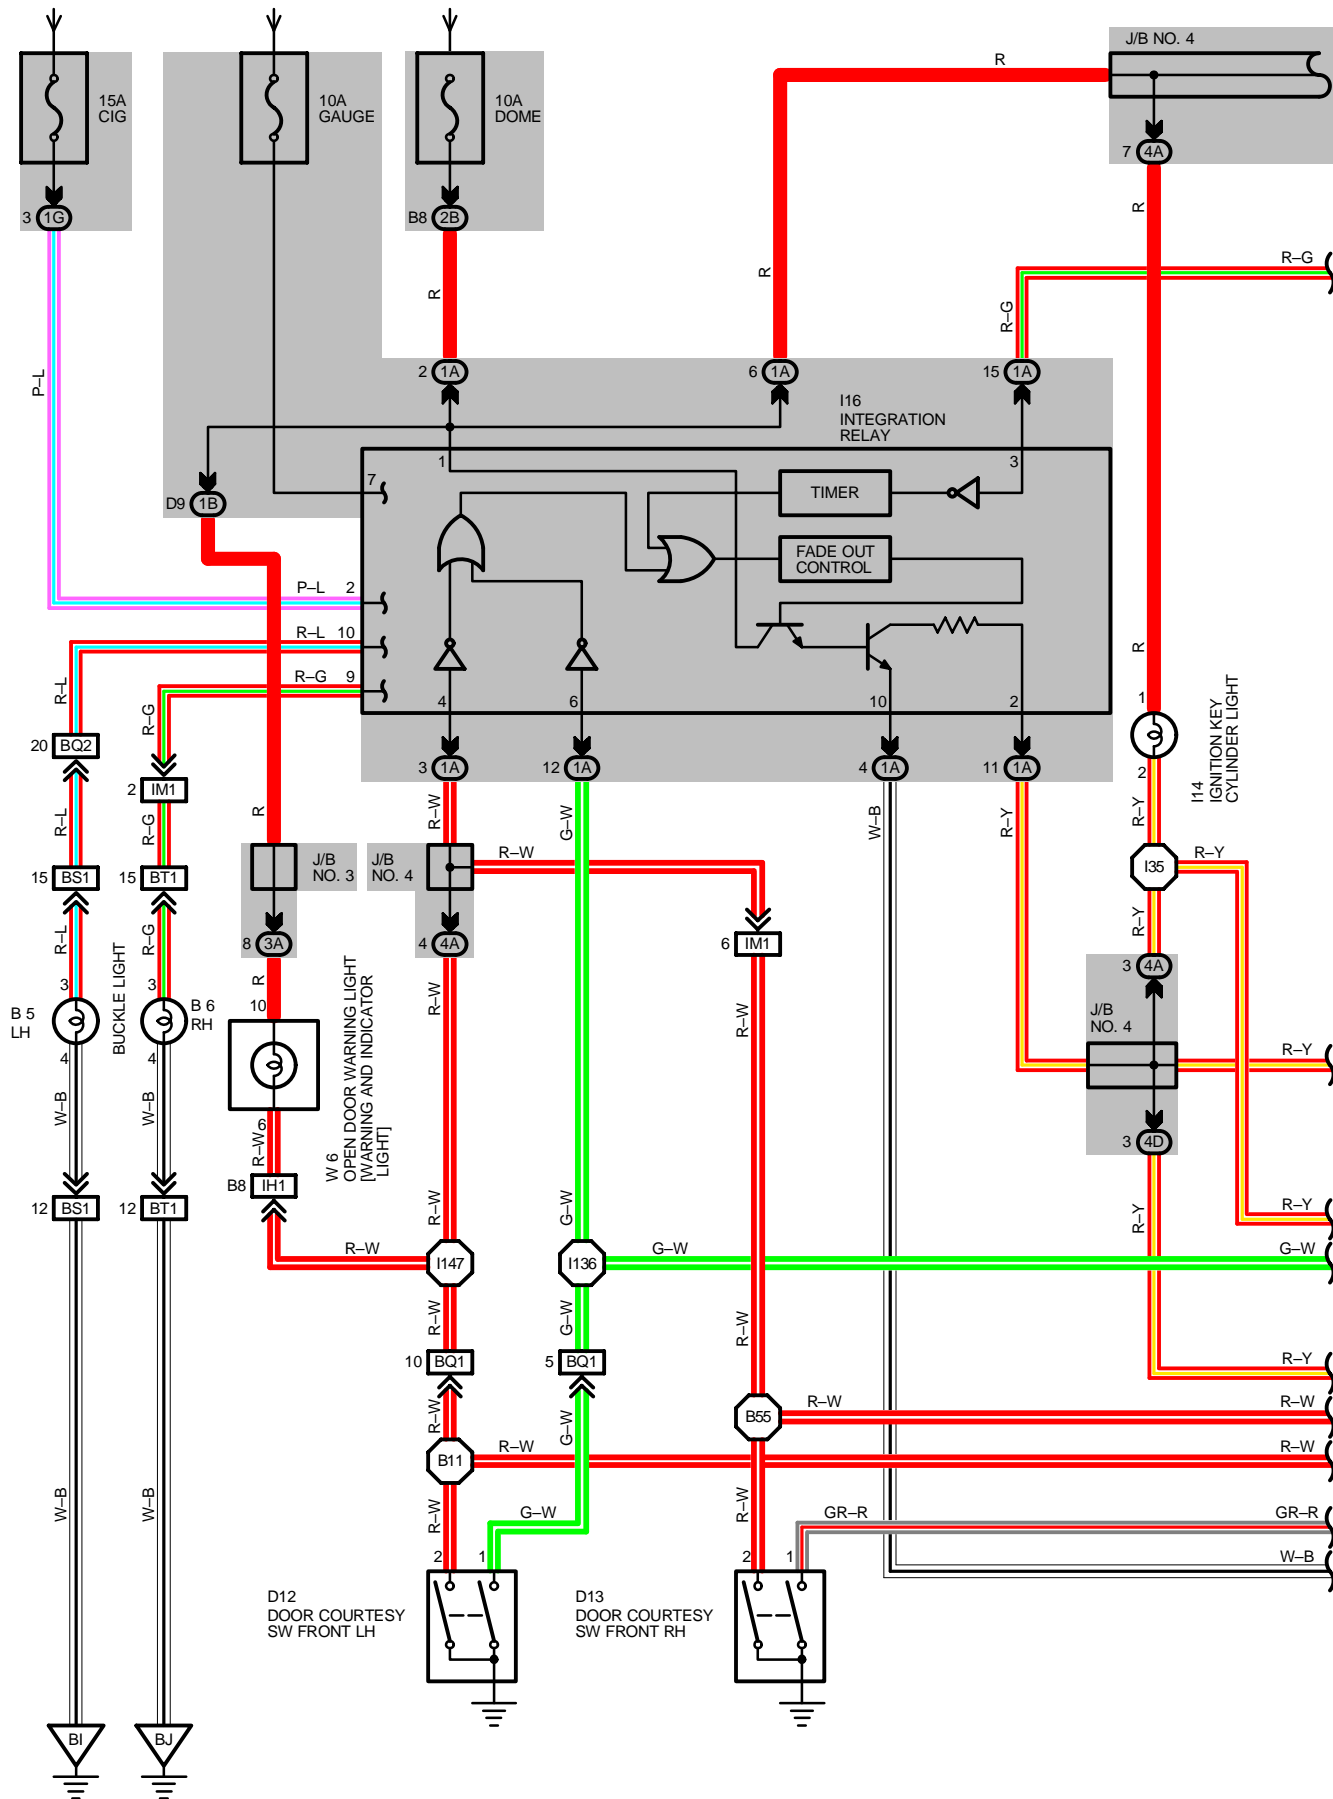 J/B NO. 4
R
15A
CIG
10A
GAUGE
10A
DOME
7 4A
3 1G
B8 2B
R
R
R
R–G
R–G
P–L
2 1A
6 1A
15 1A
I16
INTEGRATION
RELAY
1
3
7
D9 1B
TIMER
FADE OUT
CONTROL
P–L 2
R–L 10
R–G 9
R–L
R–G
R
4
6
10
2
1
I14
IGNITION KEY
CYLINDER LIGHT
20 BQ2
2 IM1
3 1A
12 1A
4 1A
11 1A
2
R–L
R–G
R
R–W
G–W
W–B
R–Y
R–Y
J/B
NO. 3
J/B
NO. 4
R–W
I35
R–Y
15 BS1
15 BT1
R–L
R–G
8 3A
4 4A
6 IM1
R–Y
3 4A
BUCKLE LIGHT
3
3
R
10
R–W
R–W
B 5
LH
B 6
RH
J/B
NO. 4
4
4
R–Y
W–B
W–B
6
R–W
W 6
OPEN DOOR WARNING LIGHT
[WARNING AND INDICATOR
LIGHT]
3 4D
B8 IH1
12 BS1
12 BT1
R–W
G–W
R–Y
R–Y
R–W
I147
I136
G–W
G–W
R–W
G–W
R–W
10 BQ1
5 BQ1
R–Y
R–W
G–W
B55
R–W
R–W
B11
R–W
R–W
W–B
W–B
R–W
G–W
R–W
GR–R
GR–R
2
1
2
1
W–B
D12
DOOR COURTESY
SW FRONT LH
D13
DOOR COURTESY
SW FRONT RH
BI
BJ